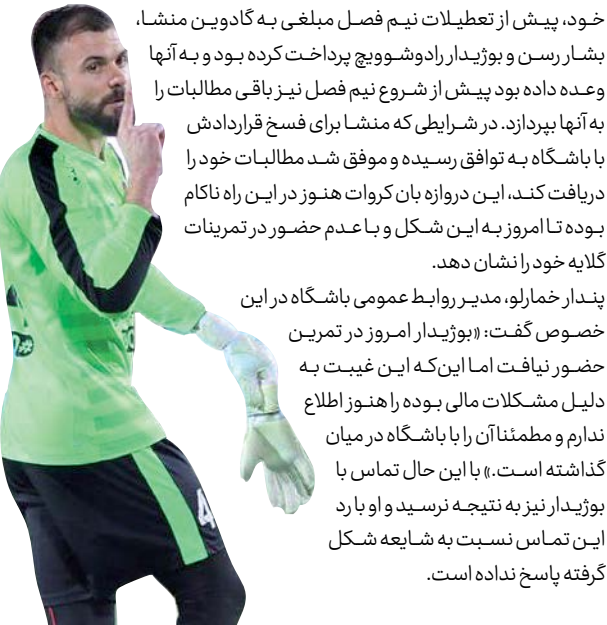 خود، پیش از تعطیلات نیم فصل مبلغی به گادوین منشا،
بشار رسن و بوژیدار رادوشوویچ پرداخت کرده بود و به آنها
وعده داده بود پیش از شروع نیم فصل نیز باقی مطالبات را
به آنها بپردازد. در شرایطی که منشا برای فسخ قراردادش
با باشگاه به توافق رسیده و موفق شد مطالبات خود را
دریافت کند، این دروازه بان کروات هنوز در این راه ناکام
بوده تا امروز به این شکل و با عدم حضور در تمرینات
گلایه خود را نشان دهد.
پندار خمارلو، مدیر روابط عمومی باشگاه در این
خصوص گفت: «بوژیدار امروز در تمرین
حضور نیافت اما این‌که این غیبت به
دلیل مشکلات مالی بوده را هنوز اطلاع
ندارم و مطمئنا آن را با باشگاه در میان
گذاشته است.» با این حال تماس با
بوژیدار نیز به نتیجه نرسید و او با رد
این تماس نسبت به شایعه شکل
گرفته پاسخ نداده است.
4